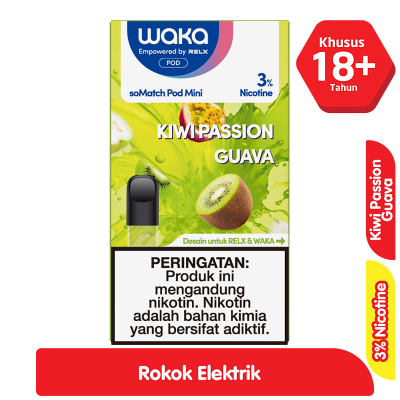 waka
Empowered by RELX
POD
soMatch Pod Mini
3%
Nicotine
KIWI PASSION
GUAVA
Desain untuk RELX & WAKA →
PERINGATAN:
Produk ini
mengandung
nikotin. Nikotin
adalah bahan kimia
yang bersifat adiktif.
Khusus
18+
Tahun
Kiwi Passion
Guava
3% Nicotine
Rokok Elektrik